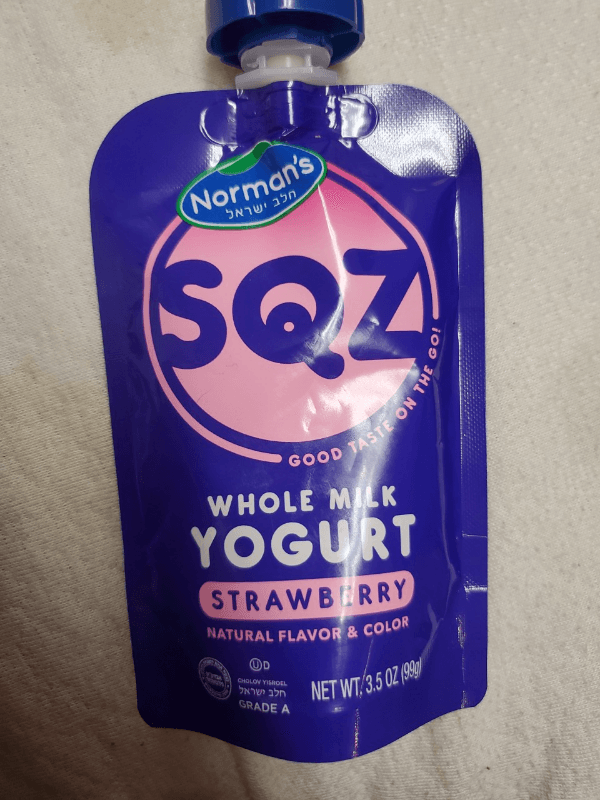 Norman's
חלב ישראל
SQZ
GOOD TASTE ON THE GO!
WHOLE MILK
YOGURT
STRAWBERRY
NATURAL FLAVOR & COLOR
UD
CHOLOV YISROEL
חלב ישראל
GRADE A
NET WT. 3.5 OZ (99g)